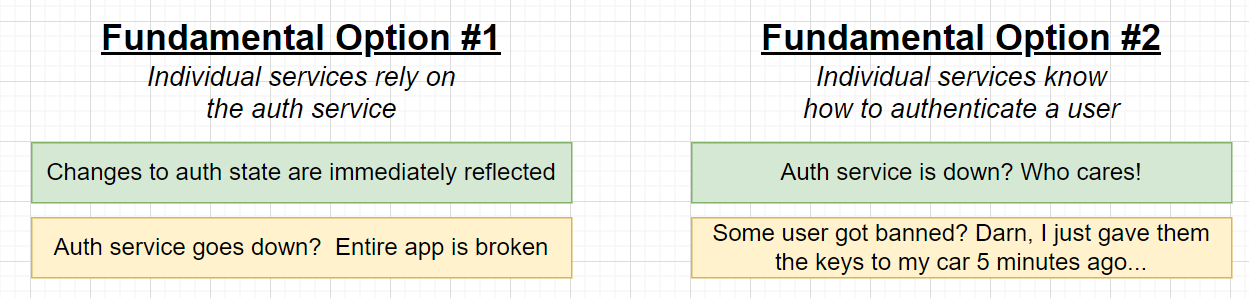 Fundamental Option #1
Individual services rely on
the auth service
Changes to auth state are immediately reflected
Auth service goes down?  Entire app is broken
Fundamental Option #2
Individual services know
how to authenticate a user
Auth service is down? Who cares!
Some user got banned? Darn, I just gave them
the keys to my car 5 minutes ago...